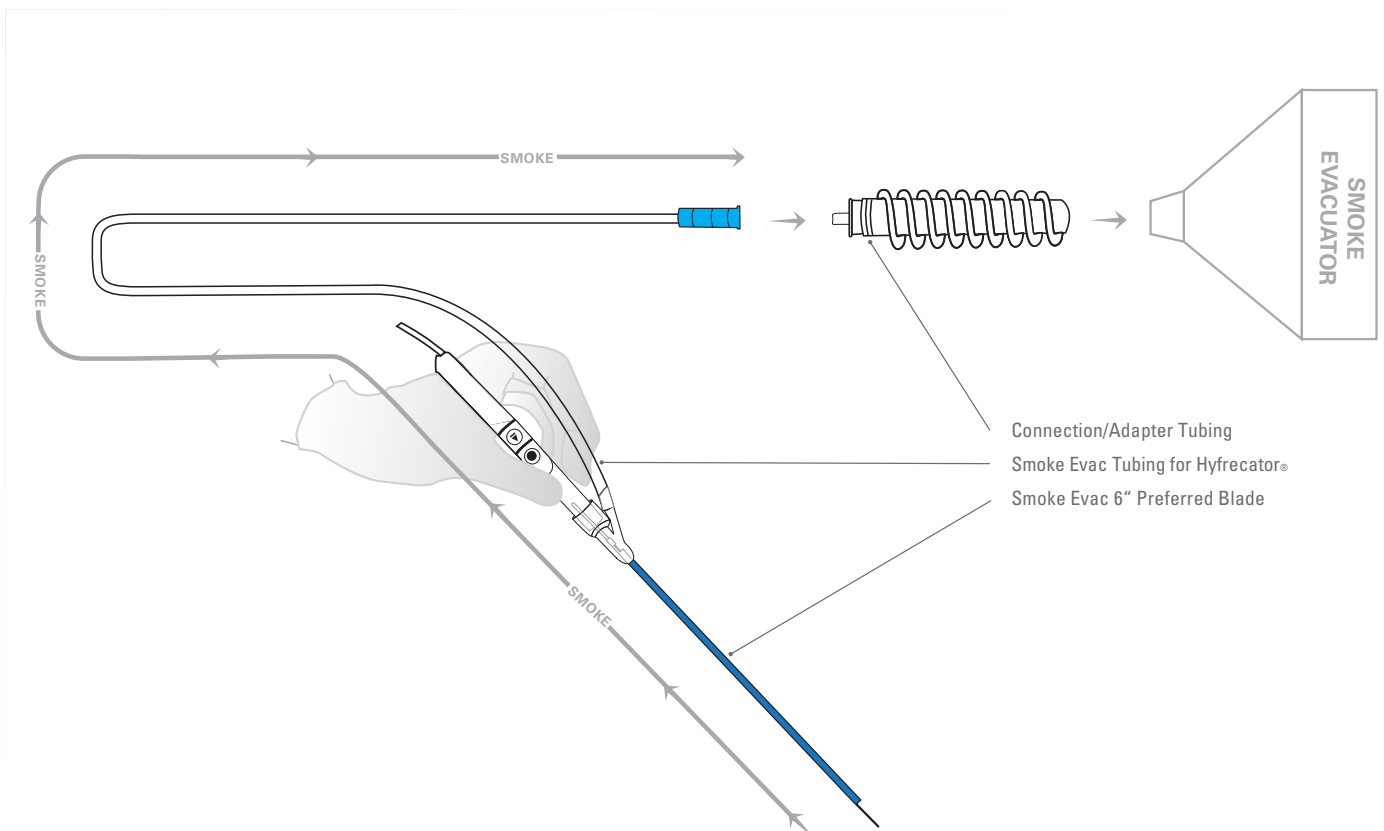 SMOKE
SMOKE
SMOKE
EVACUATOR
Connection/Adapter Tubing
Smoke Evac Tubing for Hyfrecator®
Smoke Evac 6“ Preferred Blade
SMOKE